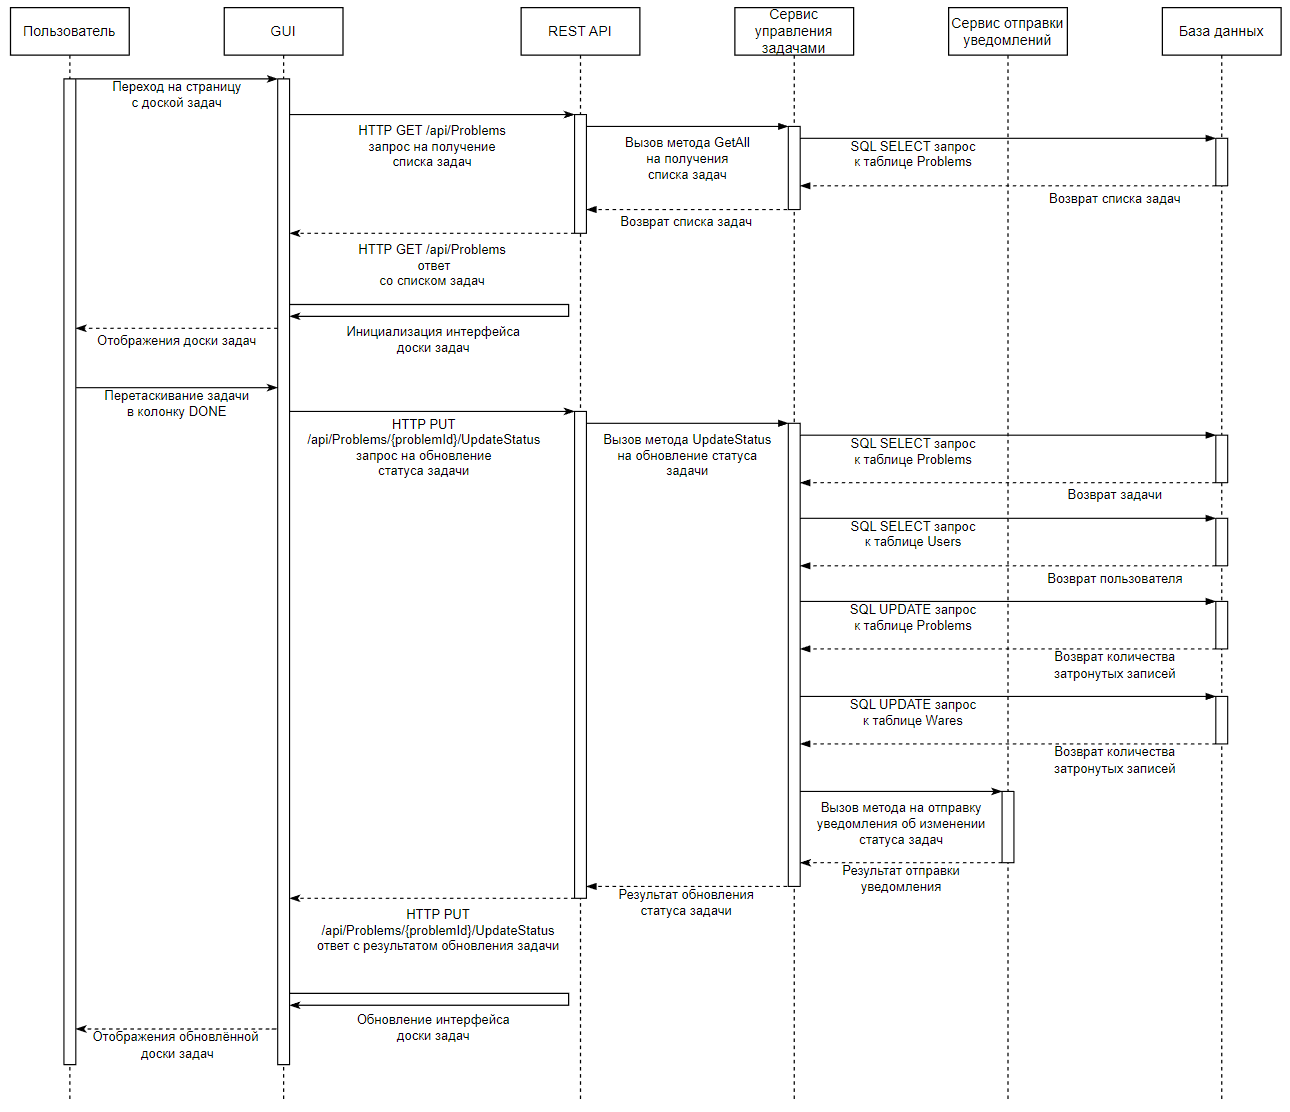 Пользователь
GUI
REST API
Сервис
управления
задачами
Сервис отправки
уведомлений
База данных
Переход на страницу
с доской задач
HTTP GET /api/Problems
запрос на получение
списка задач
Вызов метода GetAll
на получения
списка задач
SQL SELECT запрос
к таблице Problems
Возврат списка задач
Возврат списка задач
HTTP GET /api/Problems
ответ
со списком задач
Инициализация интерфейса
доски задач
Отображения доски задач
Перетаскивание задачи
в колонку DONE
HTTP PUT
/api/Problems/{problemId}/UpdateStatus
запрос на обновление
статуса задачи
Вызов метода UpdateStatus
на обновление статуса
задачи
SQL SELECT запрос
к таблице Problems
Возврат задачи
SQL SELECT запрос
к таблице Users
Возврат пользователя
SQL UPDATE запрос
к таблице Problems
Возврат количества
затронутых записей
SQL UPDATE запрос
к таблице Wares
Возврат количества
затронутых записей
Вызов метода на отправку
уведомления об изменении
статуса задач
Результат отправки
уведомления
Результат обновления
статуса задачи
HTTP PUT
/api/Problems/{problemId}/UpdateStatus
ответ с результатом обновления задачи
Обновление интерфейса
доски задач
Отображения обновлённой
доски задач